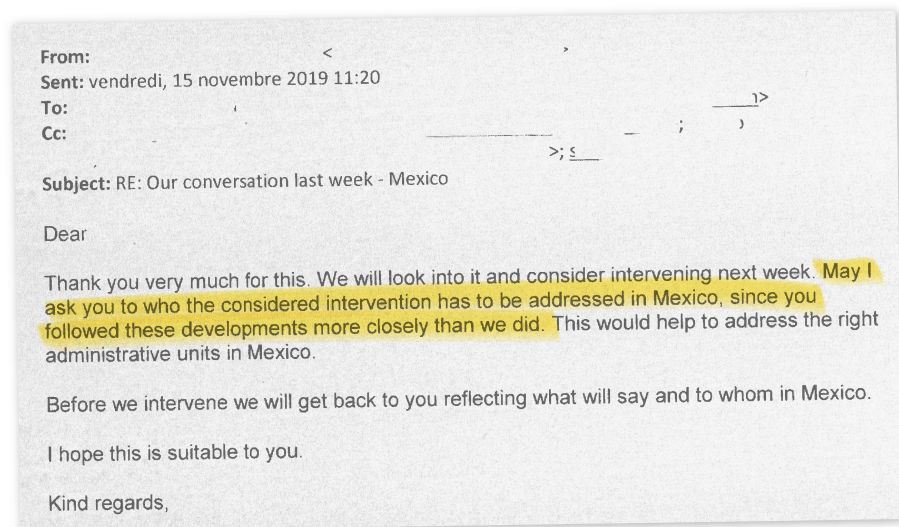 From:
Sent: vendredi, 15 novembre 2019 11:20
To:
Cc:
Subject: RE: Our conversation last week - Mexico
Dear
Thank you very much for this. We will look into it and consider intervening next week. May I
ask you to who the considered intervention has to be addressed in Mexico, since you
followed these developments more closely than we did. This would help to address the right
administrative units in Mexico.
Before we intervene we will get back to you reflecting what will say and to whom in Mexico.
I hope this is suitable to you.
Kind regards,